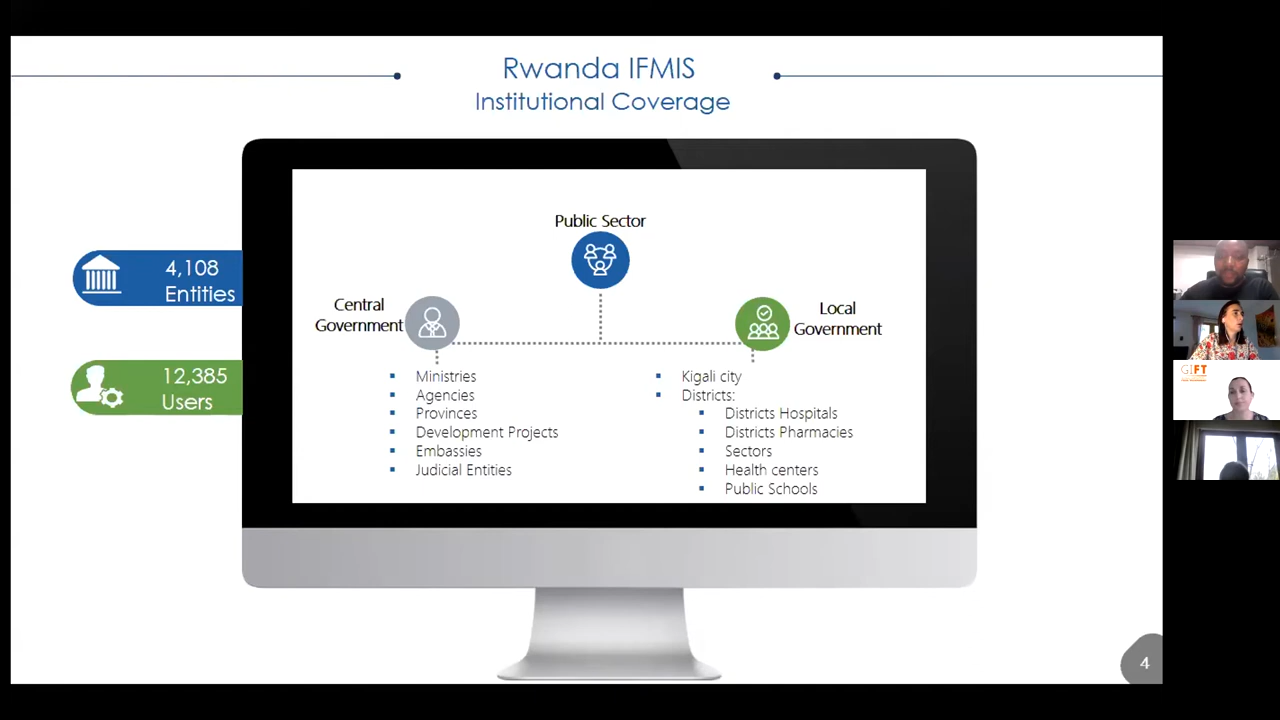 Rwanda IFMIS
Institutional Coverage
4,108
Entities
12,385
Users
Public Sector
Central
Government
Local
Government
▪ Ministries
▪ Agencies
▪ Provinces
▪ Development Projects
▪ Embassies
▪ Judicial Entities
▪ Kigali city
▪ Districts:
▪ Districts Hospitals
▪ Districts Pharmacies
▪ Sectors
▪ Health centers
▪ Public Schools
GIFT
4